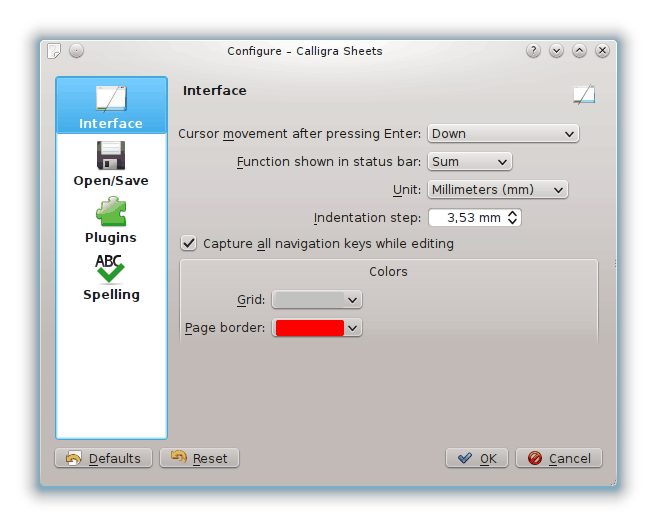 Configure - Calligra Sheets
?
Interface
Open/Save
Plugins
ABC
Spelling
Interface
Cursor movement after pressing Enter: Down
Function shown in status bar: Sum
Unit: Millimeters (mm)
Indentation step: 3,53 mm
Capture all navigation keys while editing
Colors
Grid:
Page border:
Defaults Reset OK Cancel